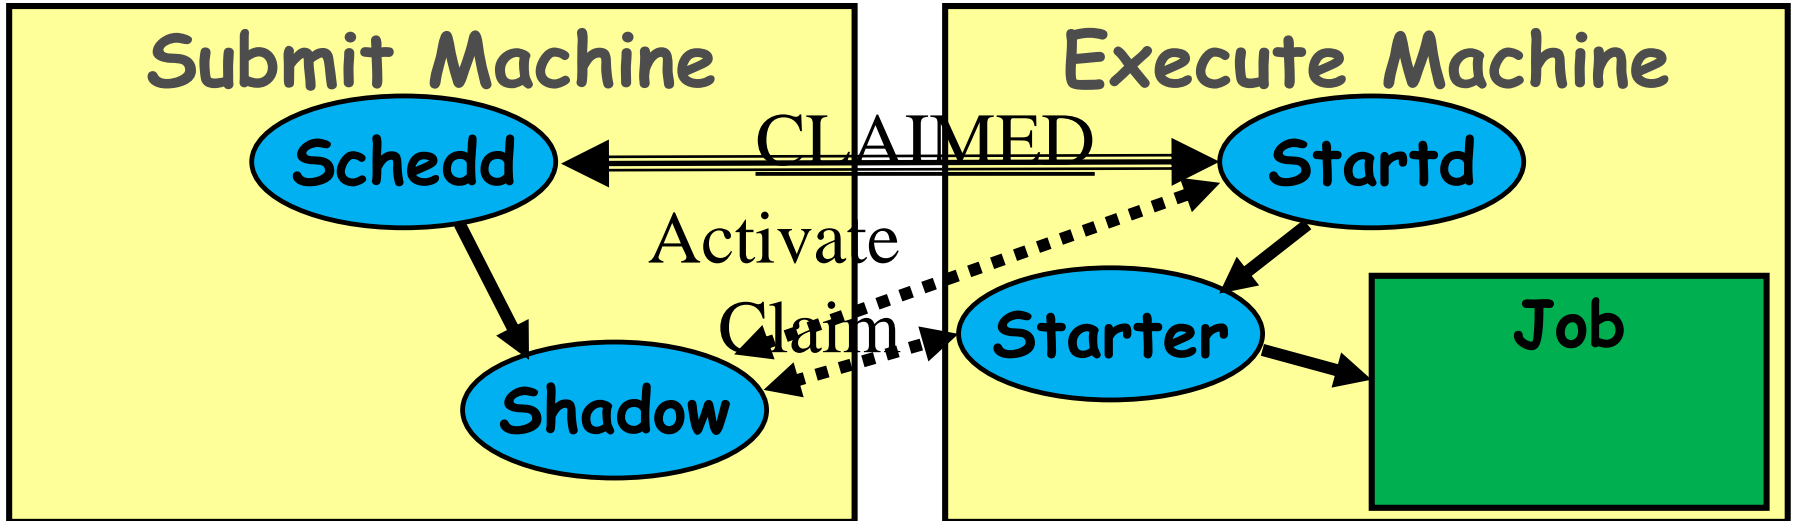 Submit Machine
Execute Machine
CLAIMED
Schedd
Startd
Activate
Claim
Starter
Job
Shadow